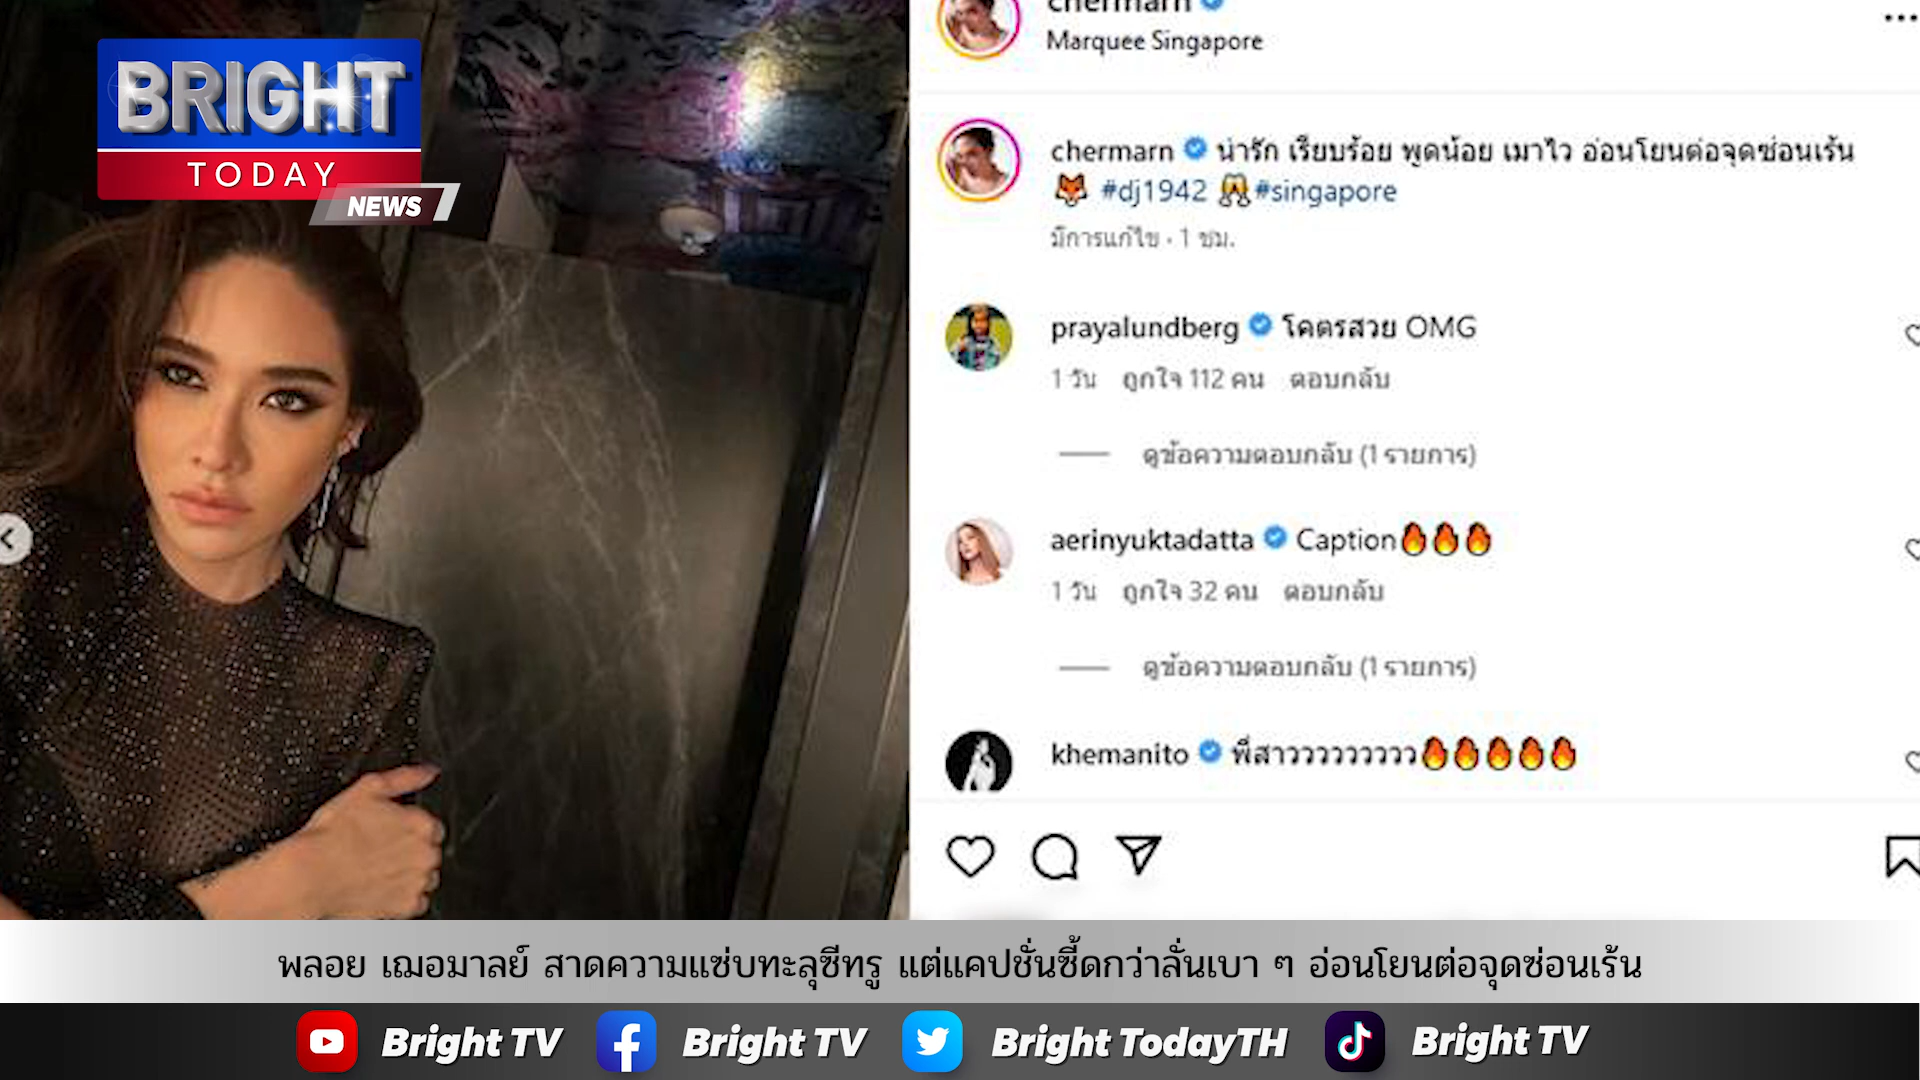 BRIGHT
TODAY
NEWS
chermarn
Marquee Singapore
chermarn น่ารัก เรียบร้อย พูดน้อย เมาไว อ่อนโยนต่อจุดซ่อนเร้น
🦊 #dj1942 👯 #singapore
มีการแก้ไข · 1 ชม.
prayalundberg โคตรสวย OMG
1 วัน ถูกใจ 112 คน ตอบกลับ
ดูข้อความตอบกลับ (1 รายการ)
aerinyuktadatta Caption🔥🔥🔥
1 วัน ถูกใจ 32 คน ตอบกลับ
ดูข้อความตอบกลับ (1 รายการ)
khemanito พี่สาวววววววววว🔥🔥🔥🔥🔥
พลอย เฌอมาลย์ สาดความแซ่บทะลุซีทรู แต่แคปชั่นซี้ดกว่าลั่นเบา ๆ อ่อนโยนต่อจุดซ่อนเร้น
Bright TV Bright TV Bright TodayTH Bright TV